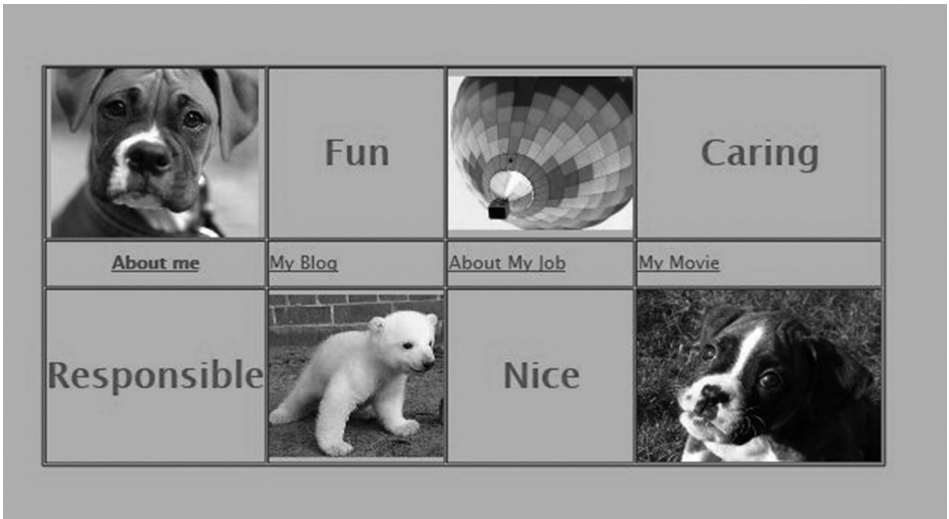 Fun
Caring
About me
My Blog
About My Job
My Movie
Responsible
Nice